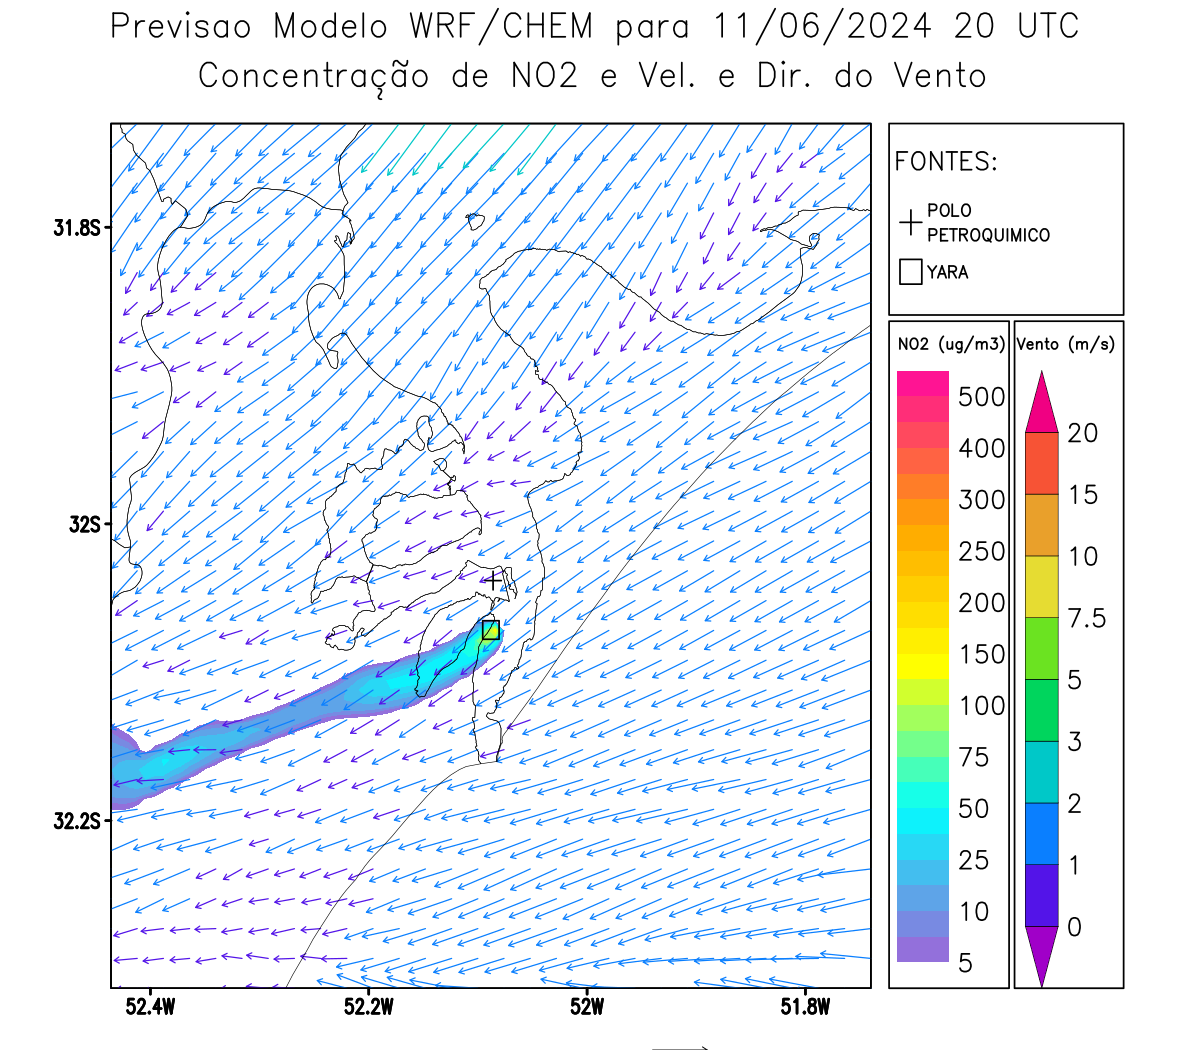 Previsao Modelo WRF/CHEM para 11/06/2024 20 UTC
Concentração de NO2 e Vel. e Dir. do Vento
FONTES:
POLO
PETROQUIMICO
YARA
NO2 (ug/m3)
500
400
300
250
200
150
100
75
50
25
10
5
Vento (m/s)
20
15
10
7.5
5
3
2
1
0
31.8S
32S
32.2S
52.4W
52.2W
52W
51.8W